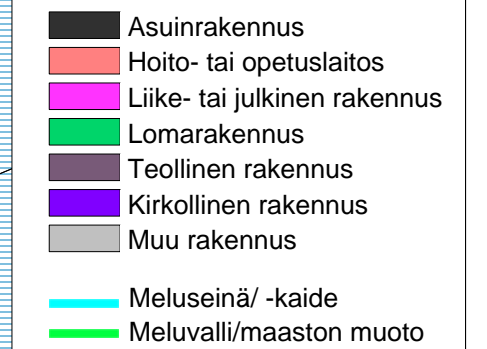 Asuinrakennus
Hoito- tai opetuslaitos
Liike- tai julkinen rakennus
Lomarakennus
Teollinen rakennus
Kirkollinen rakennus
Muu rakennus
Meluseinä/ -kaide
Meluvalli/maaston muoto